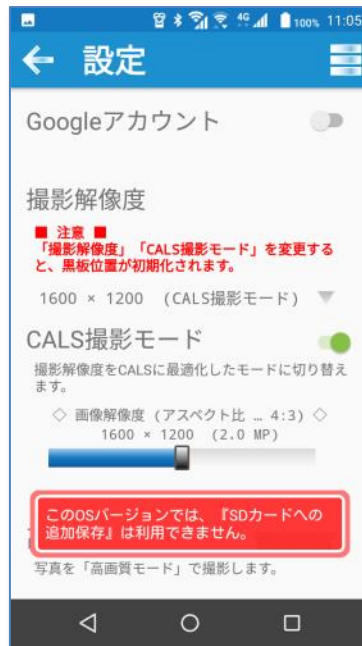 4G 100% 11:05
設定
Googleアカウント
撮影解像度
■ 注意 ■
「撮影解像度」「CALS撮影モード」を変更する
と、黒板位置が初期化されます。
1600 × 1200 (CALS撮影モード)
CALS撮影モード
撮影解像度をCALSに最適化したモードに切り替え
ます。
◇ 画像解像度 (アスペクト比 … 4:3) ◇
1600 × 1200 (2.0 MP)
このOSバージョンでは、『SDカードへの
追加保存』は利用できません。
写真を「高画質モード」で撮影します。